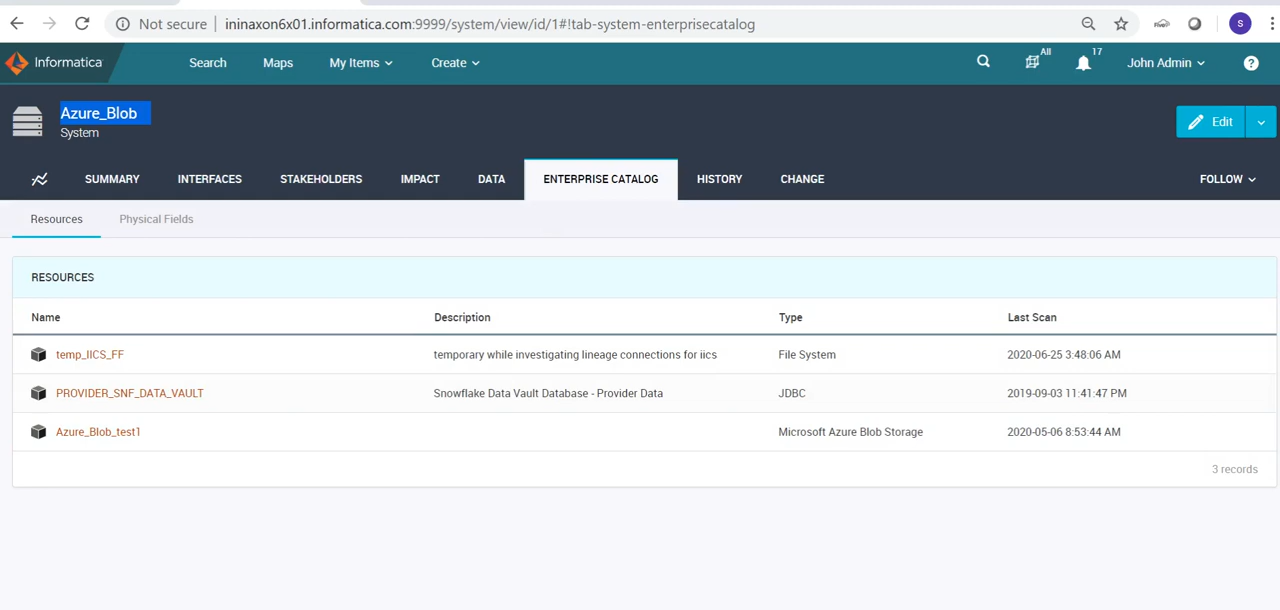 Not secure | ininaxon6x01.informatica.com:9999/system/view/id/1#!tab-system-enterprisecatalog
S
Informatica Search Maps My Items Create All 17 John Admin ?
Azure_Blob
System
Edit
SUMMARY INTERFACES STAKEHOLDERS IMPACT DATA ENTERPRISE CATALOG HISTORY CHANGE FOLLOW
Resources Physical Fields
RESOURCES
Name Description Type Last Scan
temp_IICS_FF temporary while investigating lineage connections for iics File System 2020-06-25 3:48:06 AM
PROVIDER_SNF_DATA_VAULT Snowflake Data Vault Database - Provider Data JDBC 2019-09-03 11:41:47 PM
Azure_Blob_test1 Microsoft Azure Blob Storage 2020-05-06 8:53:44 AM
3 records